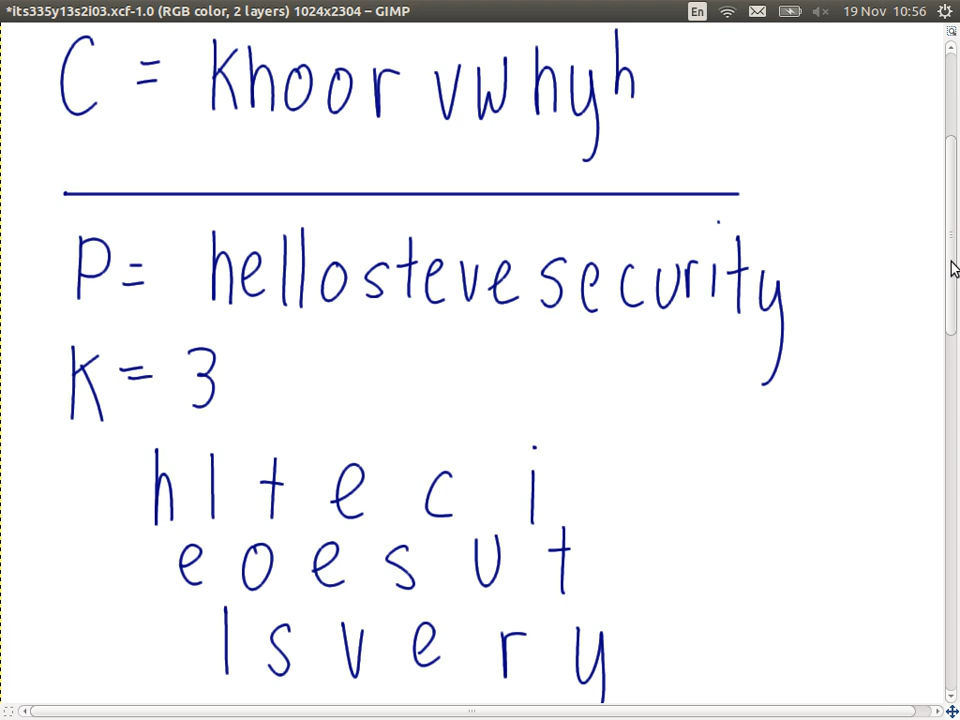 *its335y13s2i03.xcf-1.0 (RGB color, 2 layers) 1024x2304 – GIMP
En
19 Nov 10:56
C = Khoor vwhyh
P= hellostevesecurity
K = 3
h l t e c i
e o e s u t
l s v e r y